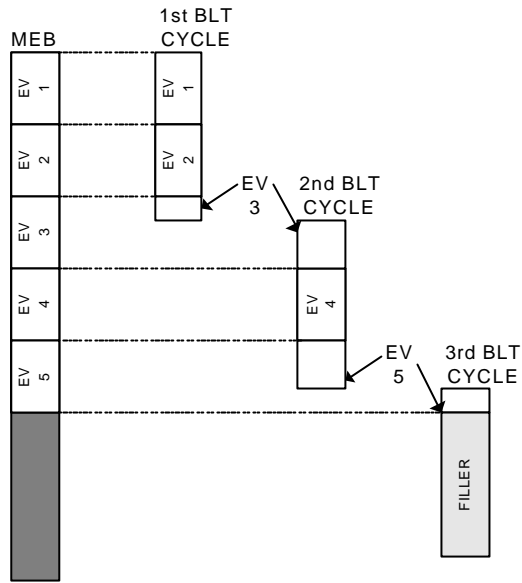 1st BLT
CYCLE
MEB
EV 1
EV 1
EV 2
EV 2
EV 3
2nd BLT
CYCLE
EV
3
EV 4
EV 4
EV 5
EV
5
3rd BLT
CYCLE
FILLER